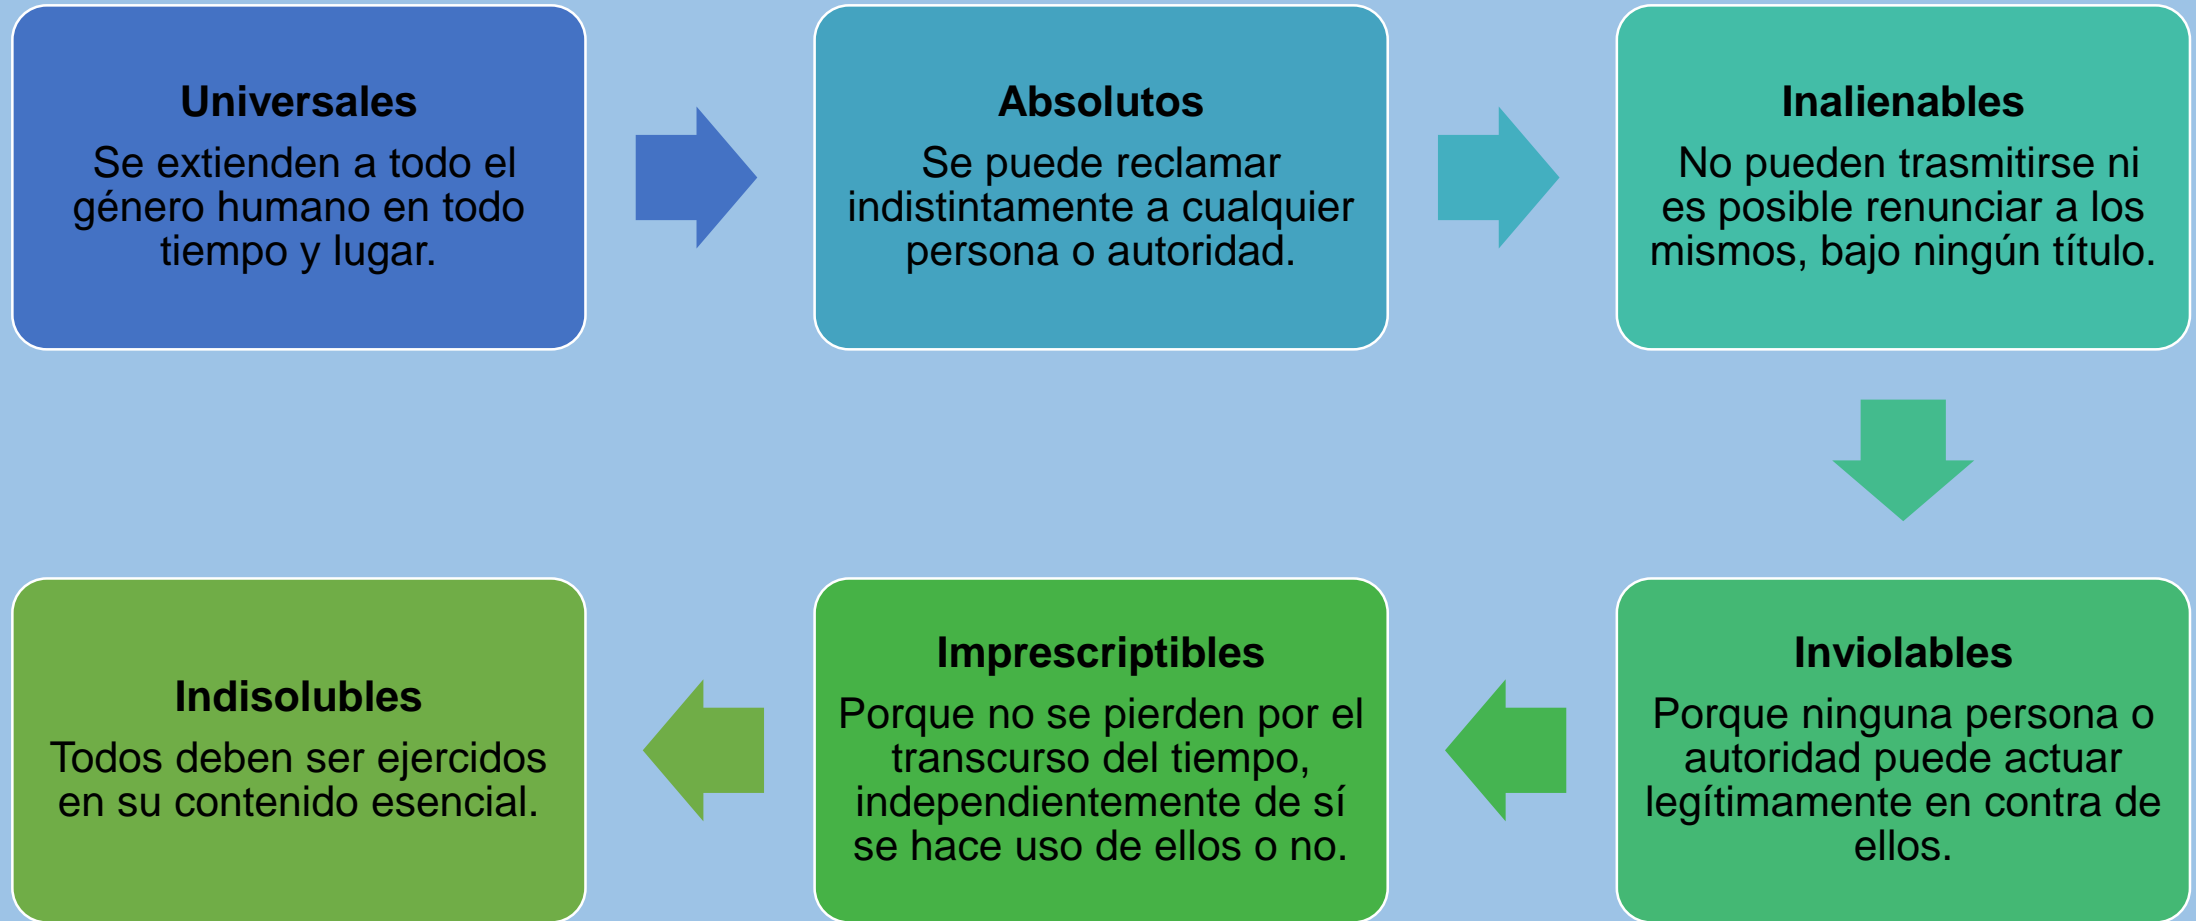 Universales
Se extienden a todo el
género humano en todo
tiempo y lugar.
Absolutos
Se puede reclamar
indistintamente a cualquier
persona o autoridad.
Inalienables
No pueden trasmitirse ni
es posible renunciar a los
mismos, bajo ningún título.
Inviolables
Porque ninguna persona o
autoridad puede actuar
legítimamente en contra de
ellos.
Imprescriptibles
Porque no se pierden por el
transcurso del tiempo,
independientemente de sí
se hace uso de ellos o no.
Indisolubles
Todos deben ser ejercidos
en su contenido esencial.